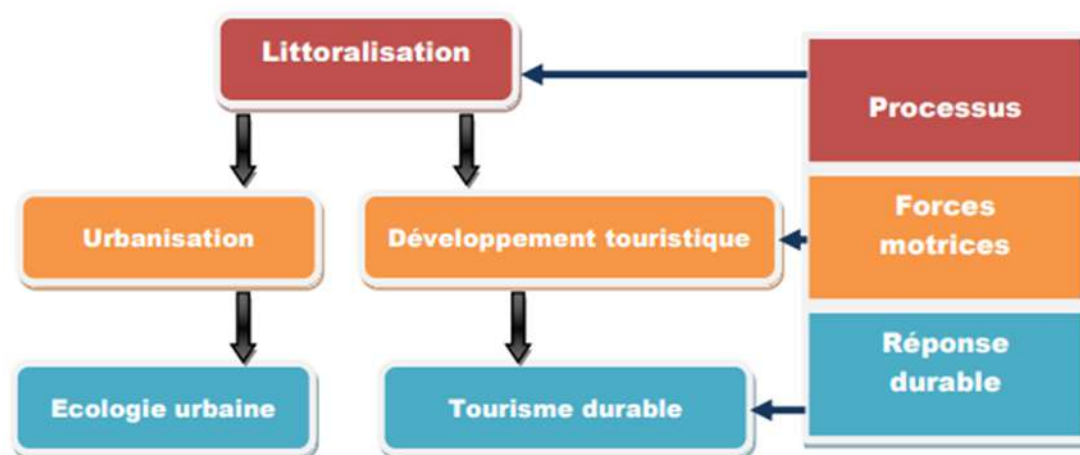 Littoralisation
Processus
Urbanisation
Développement touristique
Forces
motrices
Ecologie urbaine
Tourisme durable
Réponse
durable